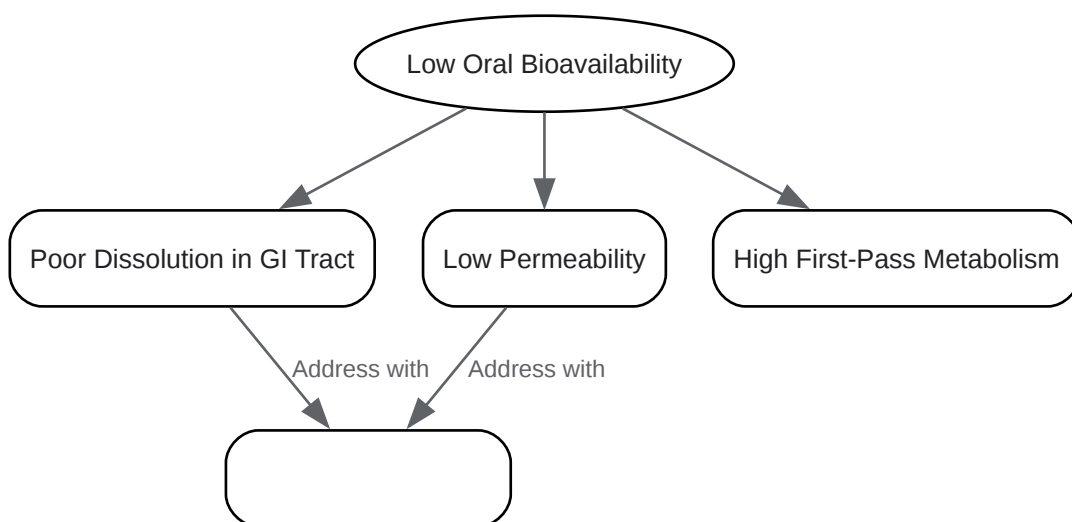 Low Oral Bioavailability
Poor Dissolution in GI Tract
Low Permeability
High First-Pass Metabolism
Address with
Address with